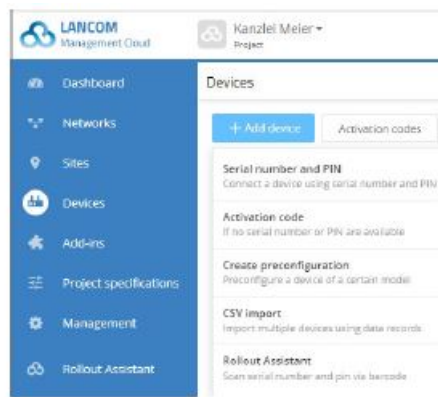 LANCOM
Management Cloud
Kanzlei Meier
Project
Dashboard
Networks
Sites
Devices
Add-ins
Project specifications
Management
Rollout Assistant
Devices
+ Add device
Activation codes
Serial number and PIN
Connect a device using serial number and PIN
Activation code
If no serial number or PIN are available
Create preconfiguration
Preconfigure a device of a certain model
CSV import
Import multiple devices using data records
Rollout Assistant
Scan serial number and pin via barcode